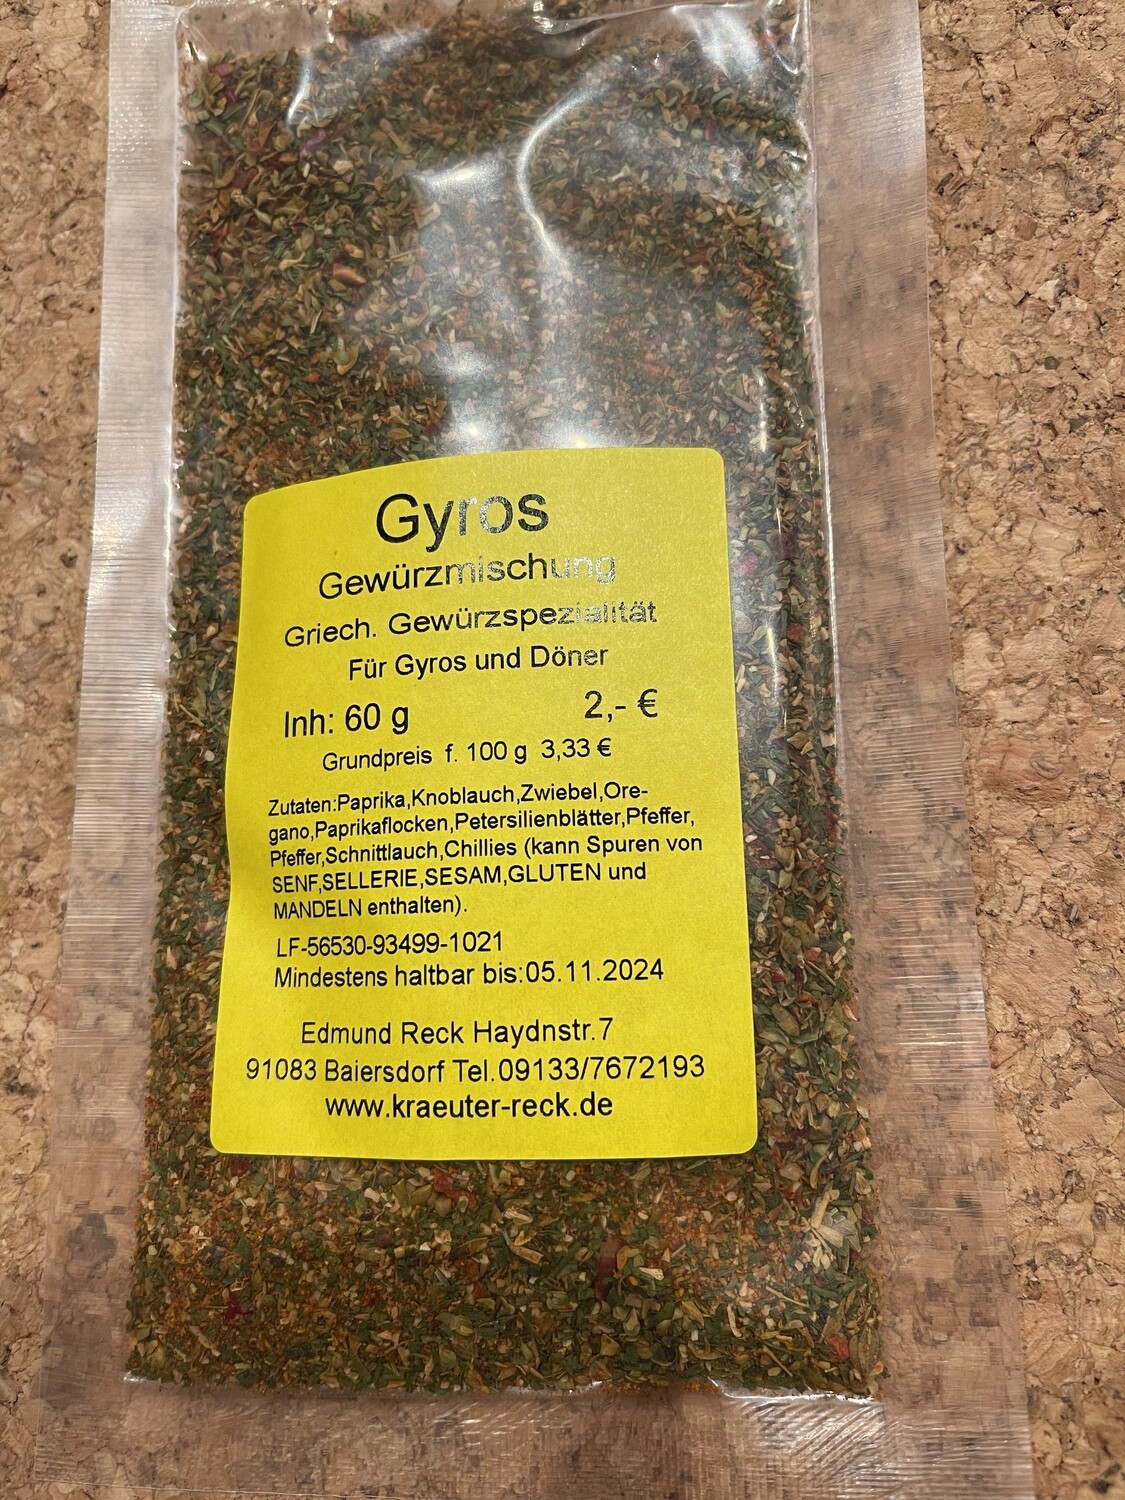 Gyros
Gewürzmischung
Griech. Gewürzspezialität
Für Gyros und Döner
Inh: 60 g 2,- €
Grundpreis f. 100 g 3,33 €
Zutaten:Paprika,Knoblauch,Zwiebel,Ore-
gano,Paprikaflocken,Petersilienblätter,Pfeffer,
Pfeffer,Schnittlauch,Chillies (kann Spuren von
SENF,SELLERIE,SESAM,GLUTEN und
MANDELN enthalten).
LF-56530-93499-1021
Mindestens haltbar bis:05.11.2024
Edmund Reck Haydnstr.7
91083 Baiersdorf Tel.09133/7672193
www.kraeuter-reck.de